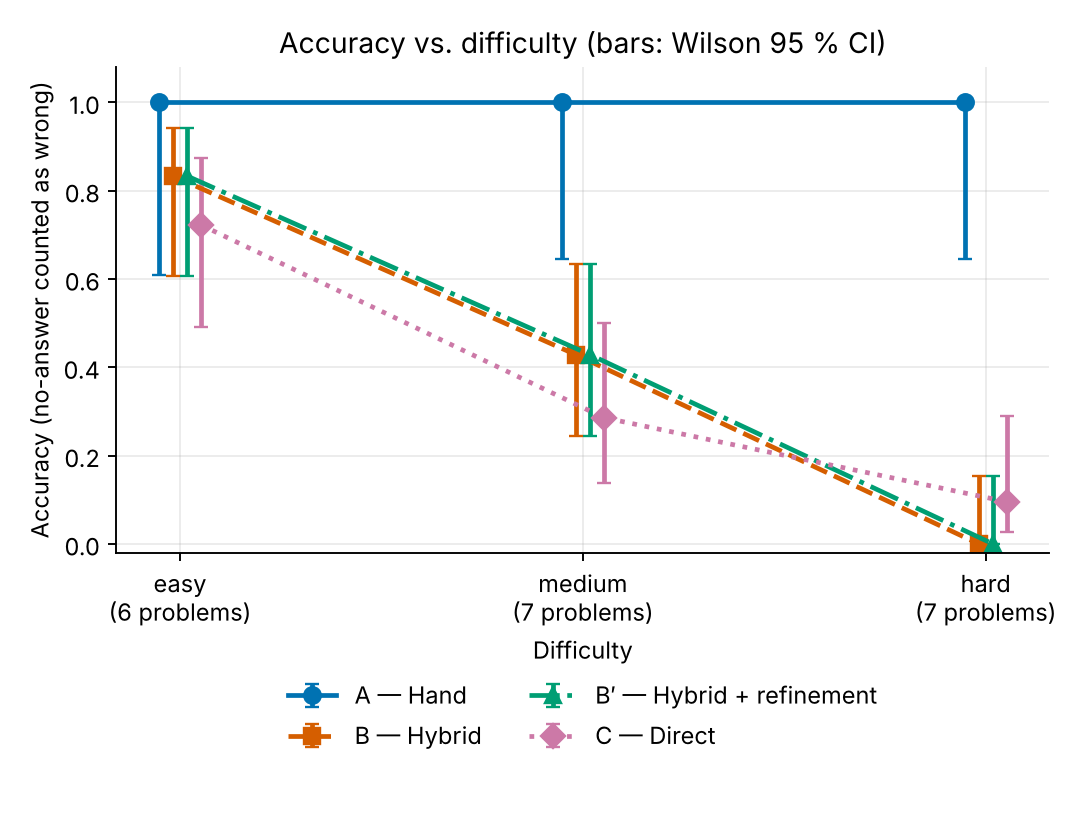 Accuracy vs. difficulty (bars: Wilson 95 % CI)
Accuracy (no-answer counted as wrong)
1.0
0.8
0.6
0.4
0.2
0.0
easy
(6 problems)
medium
(7 problems)
hard
(7 problems)
Difficulty
A — Hand
B — Hybrid
B′ — Hybrid + refinement
C — Direct